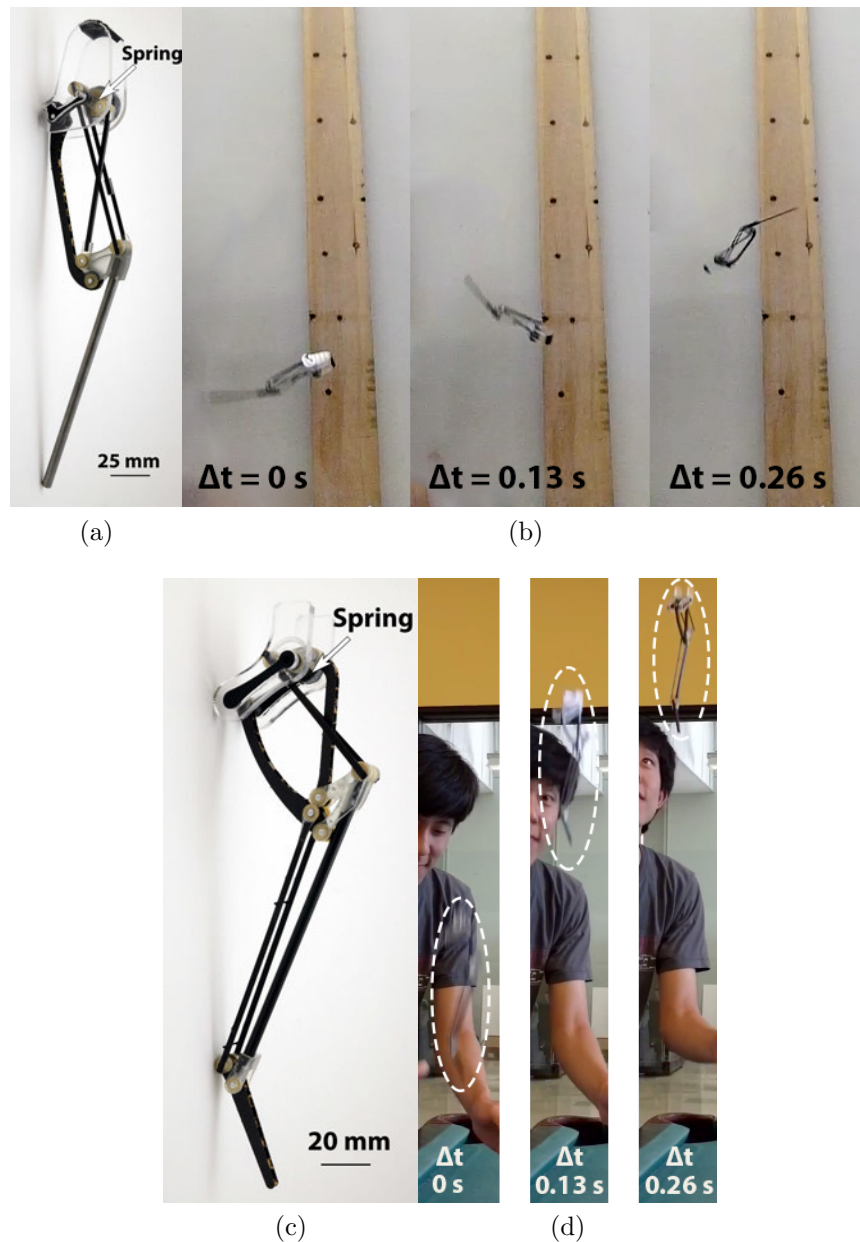 Spring
25 mm
Δt = 0 s
Δt = 0.13 s
Δt = 0.26 s
(a)
(b)
Spring
20 mm
Δt
0 s
Δt
0.13 s
Δt
0.26 s
(c)
(d)